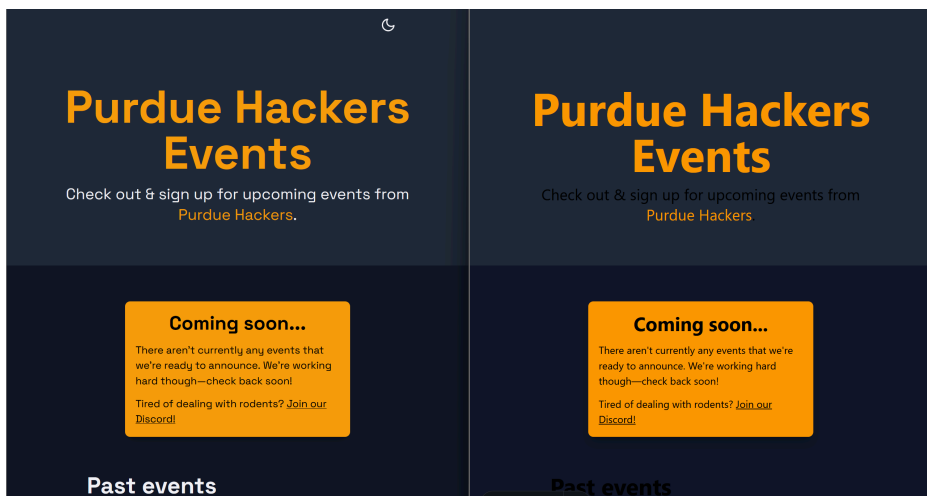 Purdue Hackers
Events
Check out & sign up for upcoming events from
Purdue Hackers.
Coming soon...
There aren't currently any events that
we're ready to announce. We're working
hard though—check back soon!
Tired of dealing with rodents? Join our
Discord!
Past events
Purdue Hackers
Events
Check out & sign up for upcoming events from
Purdue Hackers
Coming soon...
There aren't currently any events that we're
ready to announce. We're working hard
though—check back soon!
Tired of dealing with rodents? Join our
Discord!
Past events